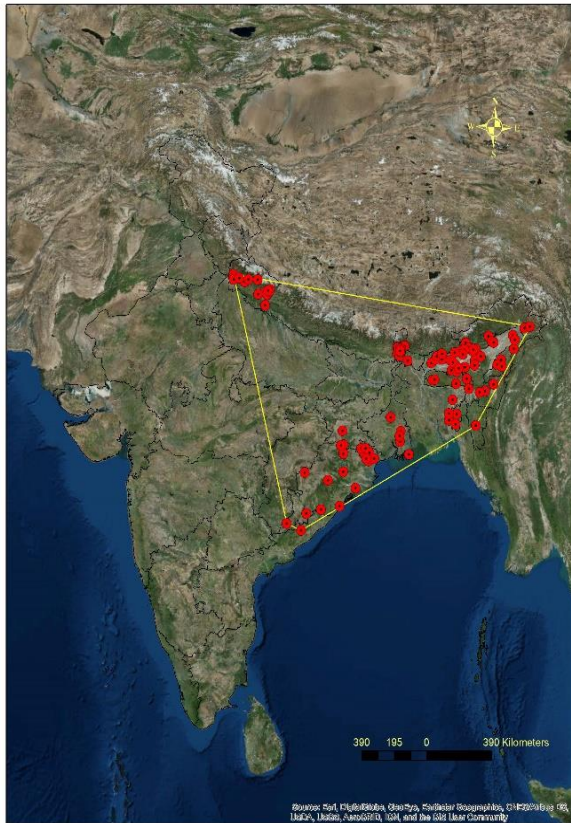 N
W E
N
390 195 0 390 Kilometers
Source: Esri, DigitalGlobe, GeoEye, Earthstar Geographics, CNES/Airbus DS,
USDA, USGS, AeroGRID, IGN, and the GIS User Community